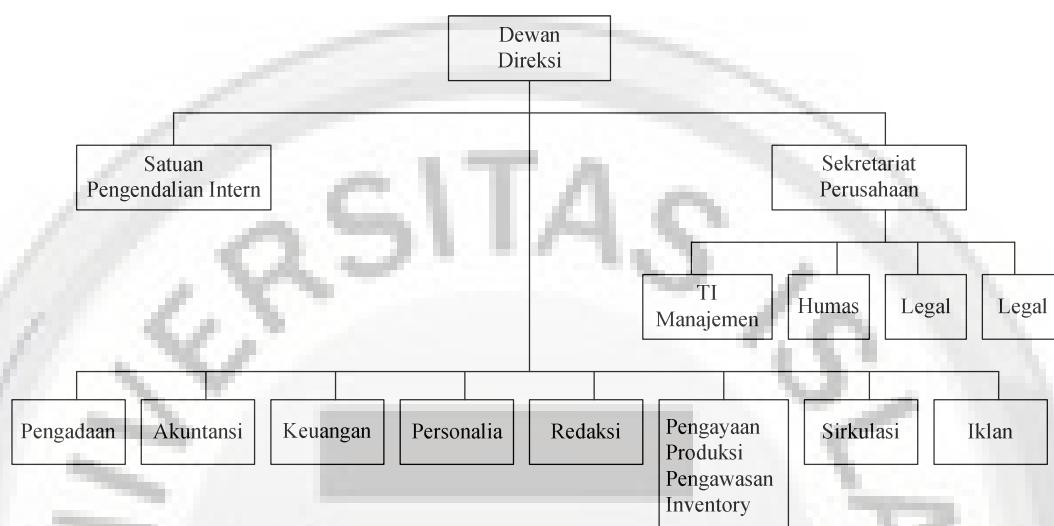 Dewan
Direksi
Satuan
Pengendalian Intern
Sekretariat
Perusahaan
TI
Manajemen
Humas
Legal
Legal
Pengadaan
Akuntansi
Keuangan
Personalia
Redaksi
Pengayaan
Produksi
Pengawasan
Inventory
Sirkulasi
Iklan